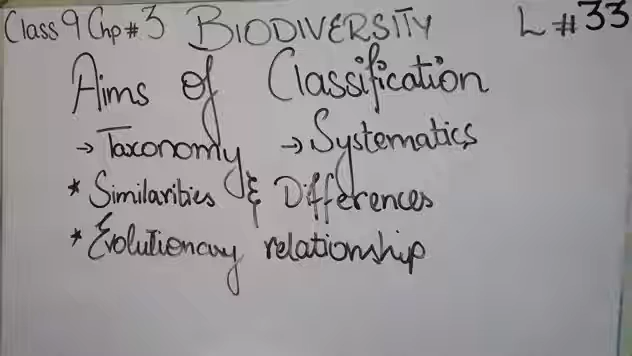 Class 9 Chp # 3 BIODIVERSITY L # 33
Aims of Classification
→ Taxonomy → Systematics
* Similarities & Differences
* Evolutionary relationship